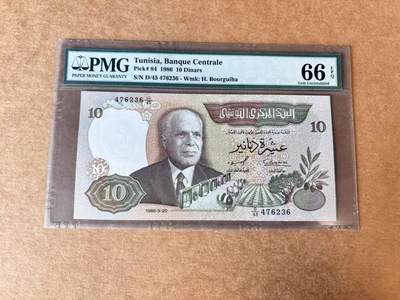 PMG
PAPER MONEY GUARANTY
Tunisia, Banque Centrale
Pick# 84 1986 10 Dinars
S/N D/45 476236 - Wmk: H. Bourguiba
66 EPQ
Gem Uncirculated
10
476236
البنك المركزي التونسي
10
عشرة دنانير
10
1986-3-20
476236